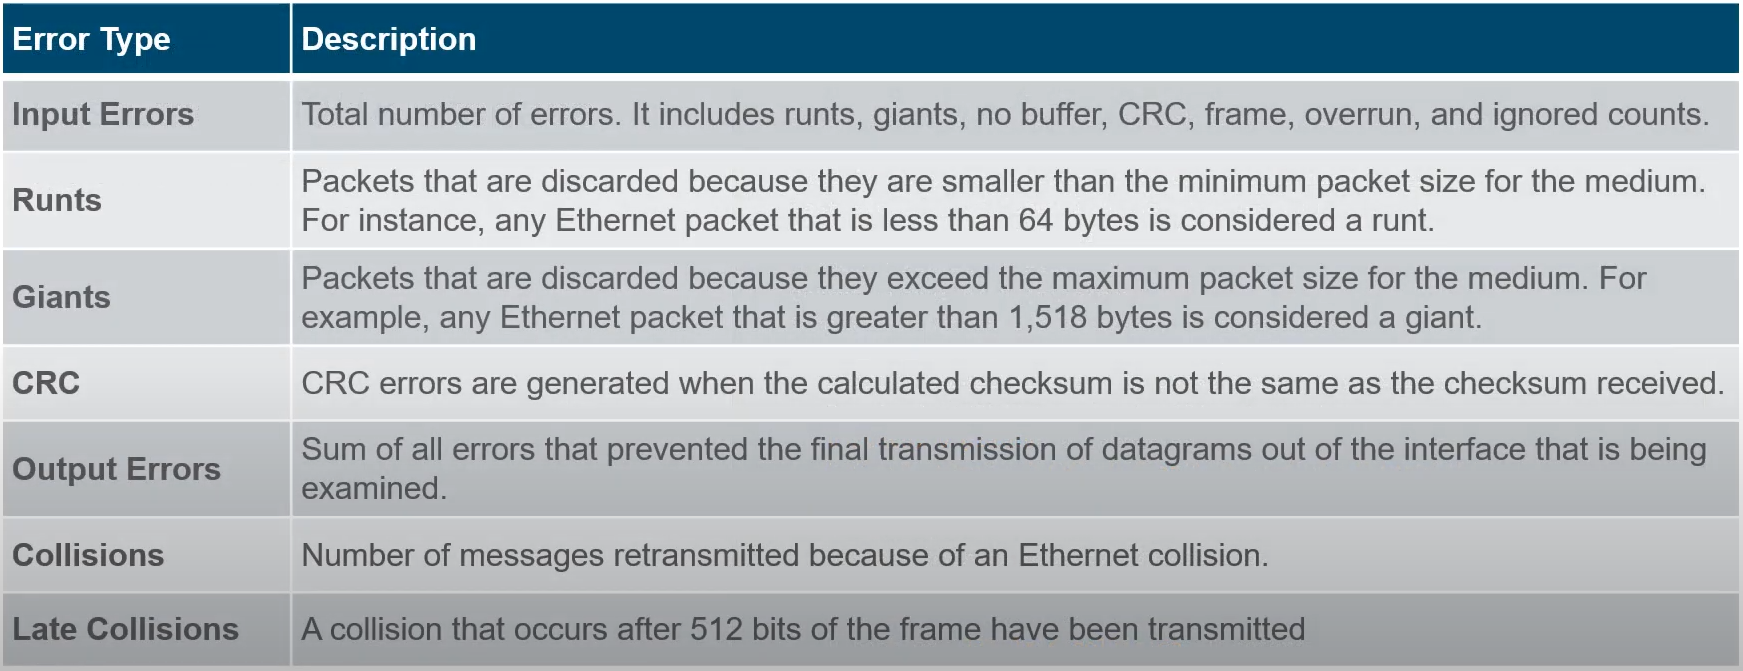 Error Type
Description
Input Errors
Total number of errors. It includes runts, giants, no buffer, CRC, frame, overrun, and ignored counts.
Runts
Packets that are discarded because they are smaller than the minimum packet size for the medium.
For instance, any Ethernet packet that is less than 64 bytes is considered a runt.
Giants
Packets that are discarded because they exceed the maximum packet size for the medium. For
example, any Ethernet packet that is greater than 1,518 bytes is considered a giant.
CRC
CRC errors are generated when the calculated checksum is not the same as the checksum received.
Output Errors
Sum of all errors that prevented the final transmission of datagrams out of the interface that is being
examined.
Collisions
Number of messages retransmitted because of an Ethernet collision.
Late Collisions
A collision that occurs after 512 bits of the frame have been transmitted